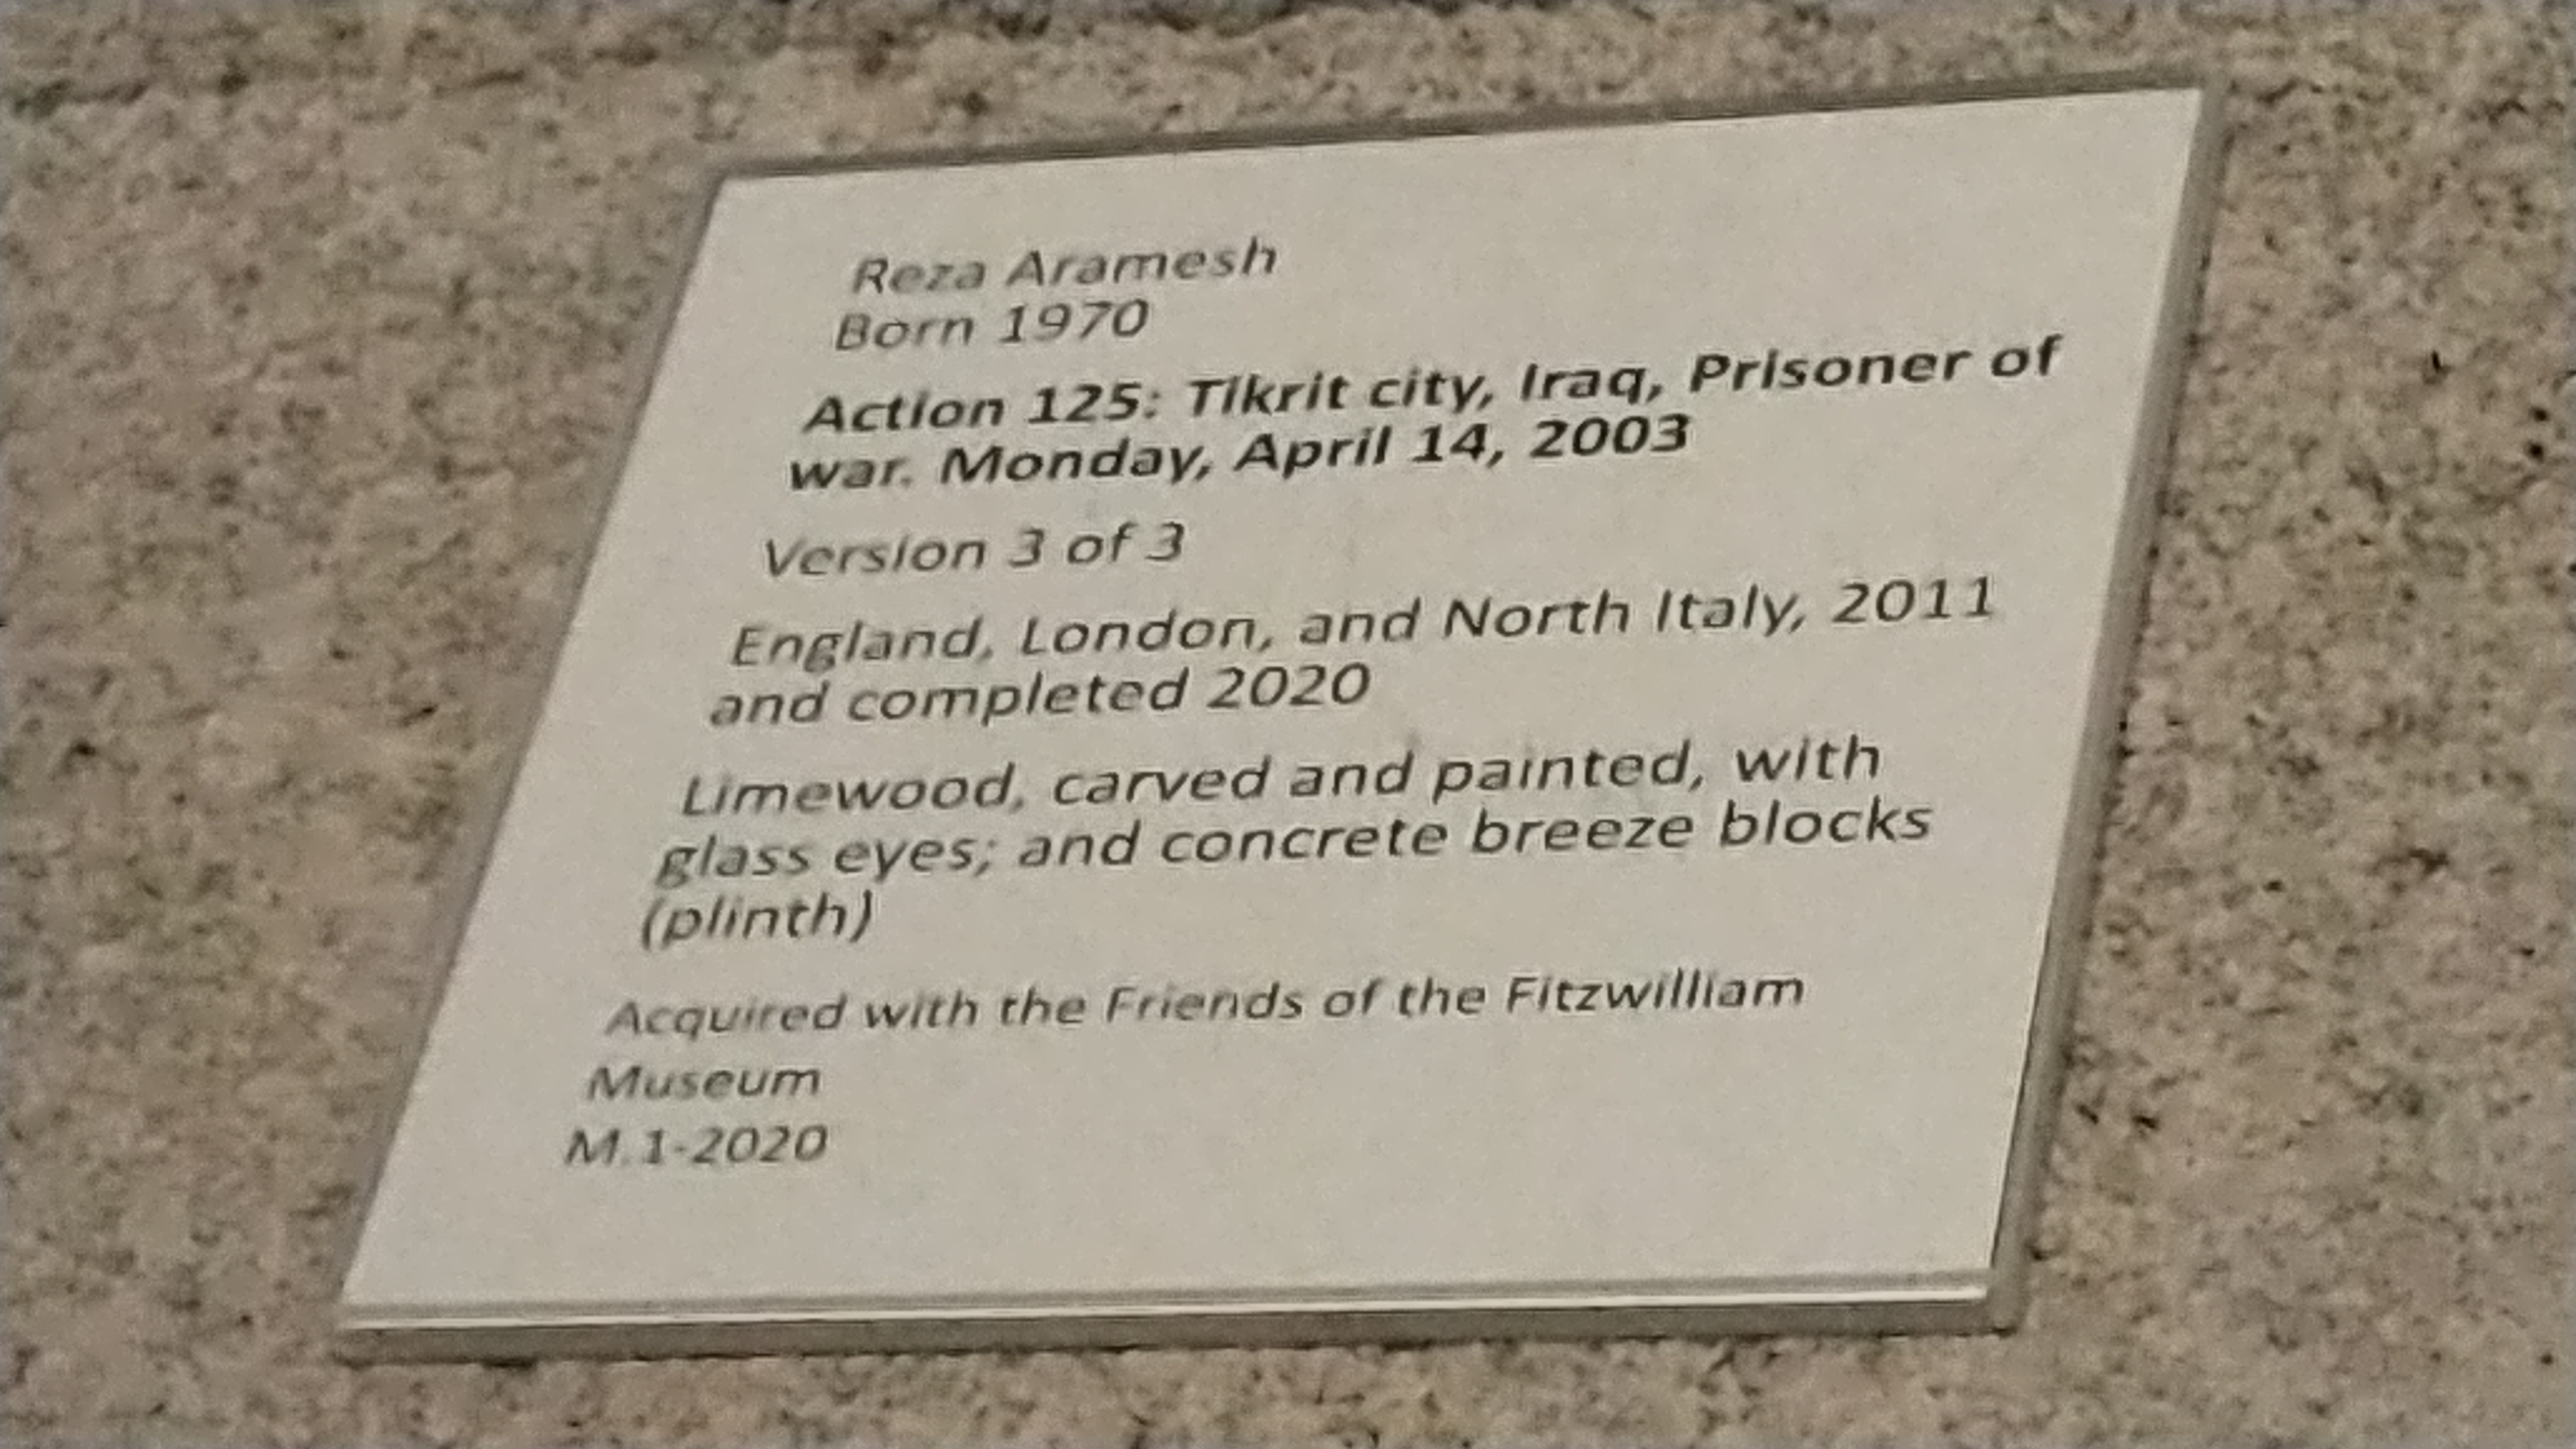 Reza Aramesh
Born 1970
Action 125: Tikrit city, Iraq, Prisoner of
war. Monday, April 14, 2003
Version 3 of 3
England, London, and North Italy, 2011
and completed 2020
Limewood, carved and painted, with
glass eyes; and concrete breeze blocks
(plinth)
Acquired with the Friends of the Fitzwilliam
Museum
M.1-2020